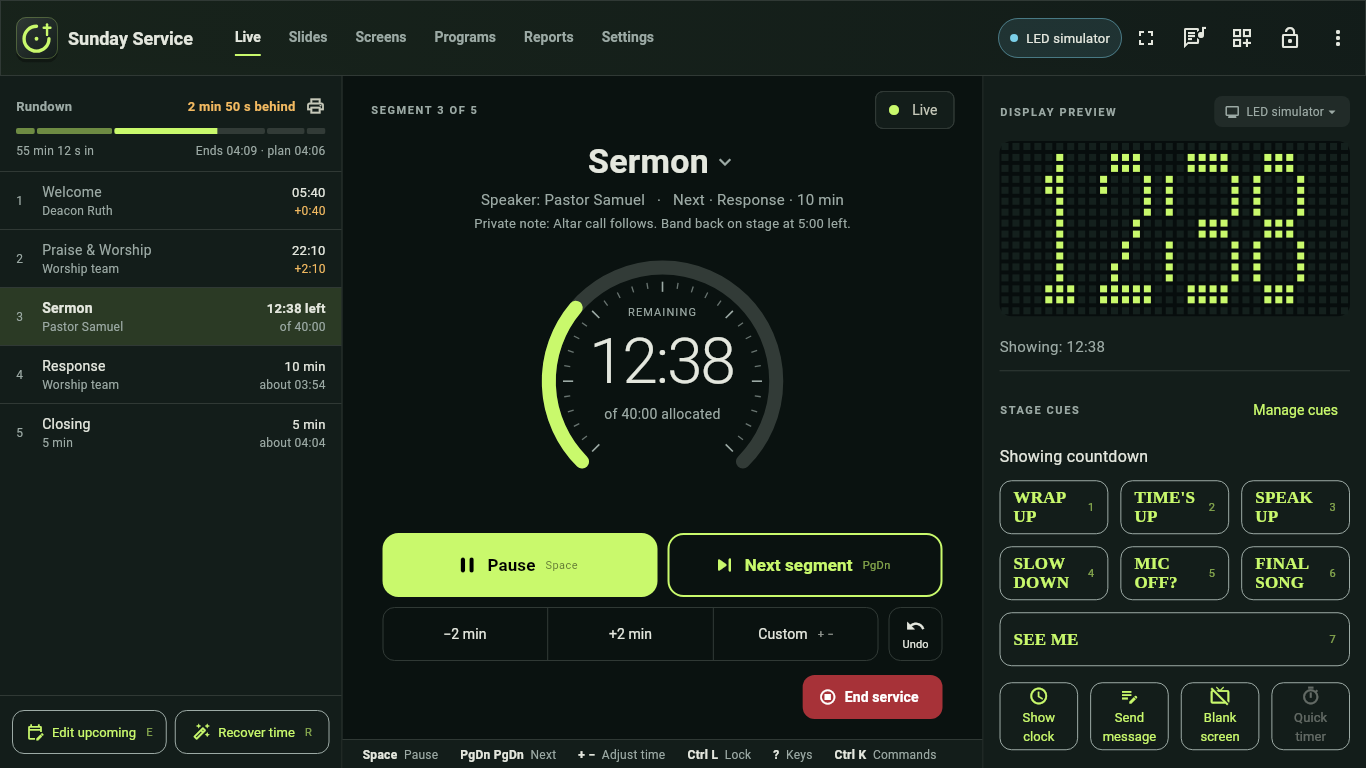 Sunday Service
Live Slides Screens Programs Reports Settings
LED simulator
Rundown 2 min 50 s behind
55 min 12 s in Ends 04:09 · plan 04:06
1 Welcome 05:40
Deacon Ruth +0:40
2 Praise & Worship 22:10
Worship team +2:10
3 Sermon 12:38 left
Pastor Samuel of 40:00
4 Response 10 min
Worship team about 03:54
5 Closing 5 min
5 min about 04:04
Edit upcoming E
Recover time R
SEGMENT 3 OF 5
Live
Sermon
Speaker: Pastor Samuel · Next · Response · 10 min
Private note: Altar call follows. Band back on stage at 5:00 left.
REMAINING
12:38
of 40:00 allocated
Pause Space
Next segment PgDn
−2 min
+2 min
Custom + −
Undo
End service
Space Pause PgDn PgDn Next + − Adjust time Ctrl L Lock ? Keys Ctrl K Commands
DISPLAY PREVIEW
LED simulator
12:38
Showing: 12:38
STAGE CUES
Manage cues
Showing countdown
WRAP
UP 1
TIME'S
UP 2
SPEAK
UP 3
SLOW
DOWN 4
MIC
OFF? 5
FINAL
SONG 6
SEE ME 7
Show
clock
Send
message
Blank
screen
Quick
timer